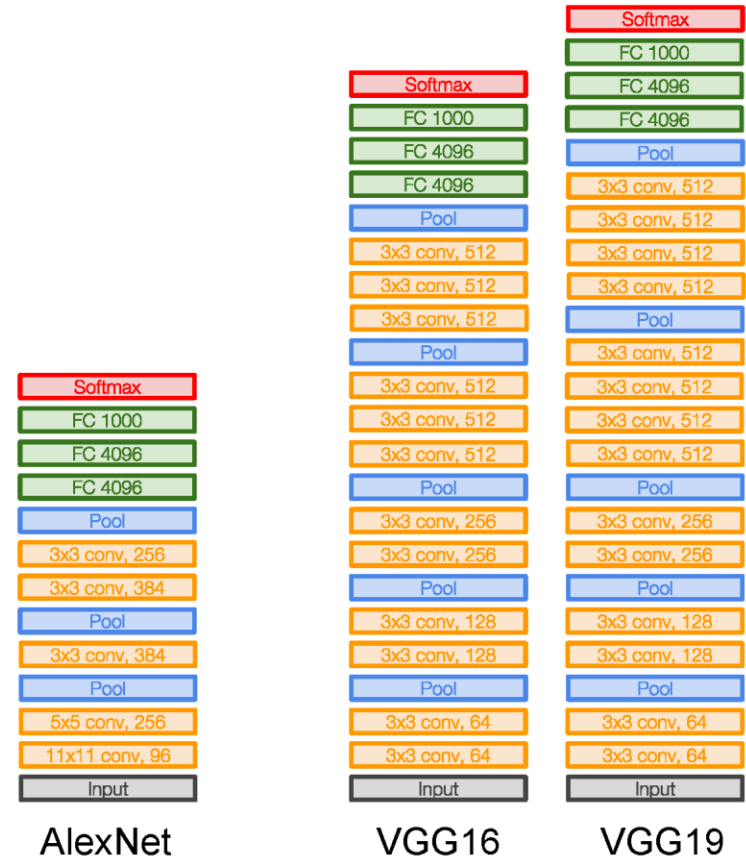 Softmax
FC 1000
FC 4096
FC 4096
Pool
3x3 conv, 256
3x3 conv, 384
Pool
3x3 conv, 384
Pool
5x5 conv, 256
11x11 conv, 96
Input
AlexNet
Softmax
FC 1000
FC 4096
FC 4096
Pool
3x3 conv, 512
3x3 conv, 512
3x3 conv, 512
Pool
3x3 conv, 512
3x3 conv, 512
3x3 conv, 512
Pool
3x3 conv, 256
3x3 conv, 256
Pool
3x3 conv, 128
3x3 conv, 128
Pool
3x3 conv, 64
3x3 conv, 64
Input
VGG16
Softmax
FC 1000
FC 4096
FC 4096
Pool
3x3 conv, 512
3x3 conv, 512
3x3 conv, 512
3x3 conv, 512
Pool
3x3 conv, 512
3x3 conv, 512
3x3 conv, 512
3x3 conv, 512
Pool
3x3 conv, 256
3x3 conv, 256
Pool
3x3 conv, 128
3x3 conv, 128
Pool
3x3 conv, 64
3x3 conv, 64
Input
VGG19